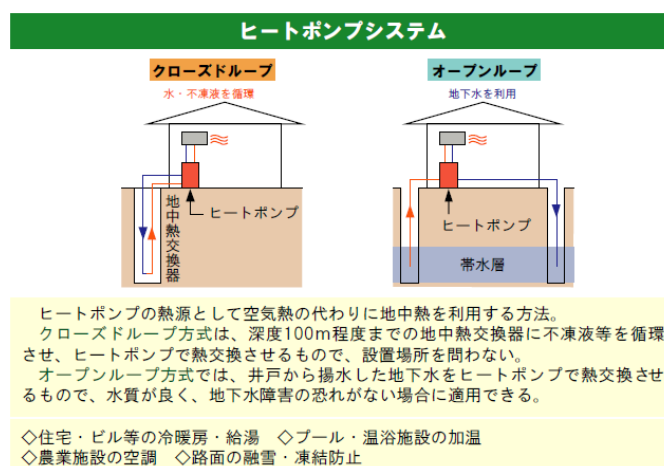 ヒートポンプシステム
クローズドループ
水・不凍液を循環
地中熱交換器
ヒートポンプ
オープンループ
地下水を利用
ヒートポンプ
帯水層
ヒートポンプの熱源として空気熱の代わりに地中熱を利用する方法。
クローズドループ方式は、深度100m程度までの地中熱交換器に不凍液等を循環
させ、ヒートポンプで熱交換させるもので、設置場所を問わない。
オープンループ方式では、井戸から揚水した地下水をヒートポンプで熱交換させ
るもので、水質が良く、地下水障害の恐れがない場合に適用できる。
◇住宅・ビル等の冷暖房・給湯 ◇プール・温浴施設の加温
◇農業施設の空調 ◇路面の融雪・凍結防止